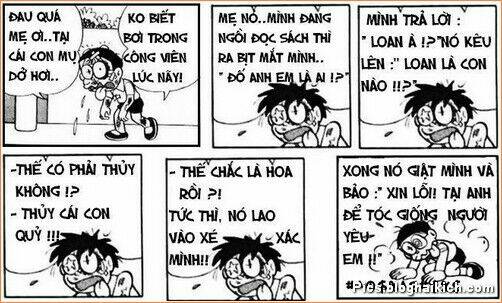 ĐAU QUÁ
MẸ ƠI..TẠI
CÁI CON MỤ
DỞ HƠI..
KO BIẾT
BƠI TRONG
CÔNG VIÊN
LÚC NÀY!
MẸ NÓ..MÌNH ĐANG
NGỒI ĐỌC SÁCH THÌ
RA BỊT MẮT MÌNH..
" ĐỐ ANH EM LÀ AI !?"
MÌNH TRẢ LỜI :
" LOAN À !?"NÓ KÊU
LÊN :" LOAN LÀ CON
NÀO !!?"
-THẾ CÓ PHẢI THỦY
KHÔNG !?
- THỦY CÁI CON
QUỶ !!!
- THẾ CHẮC LÀ HOA
RỒI ?!
TỨC THÌ, NÓ LAO
VÀO XÉ XÁC
MÌNH!!
XONG NÓ GIẬT MÌNH VÀ
BẢO :" XIN LỖI! TẠI ANH
ĐỂ TÓC GIỐNG NGƯỜI
YÊU
EM !!"